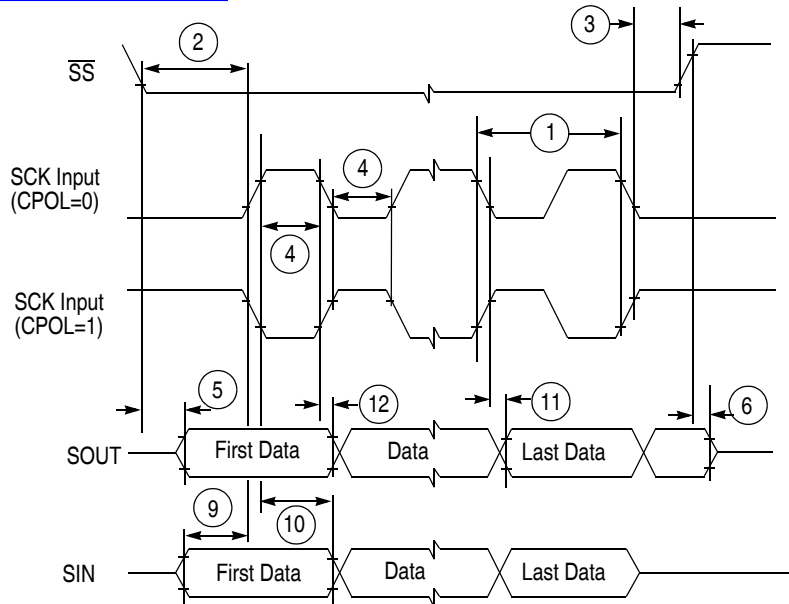 2
3
SS
1
SCK Input
(CPOL=0)
4
4
SCK Input
(CPOL=1)
5
12
11
6
SOUT
First Data
Data
Last Data
9
10
SIN
First Data
Data
Last Data